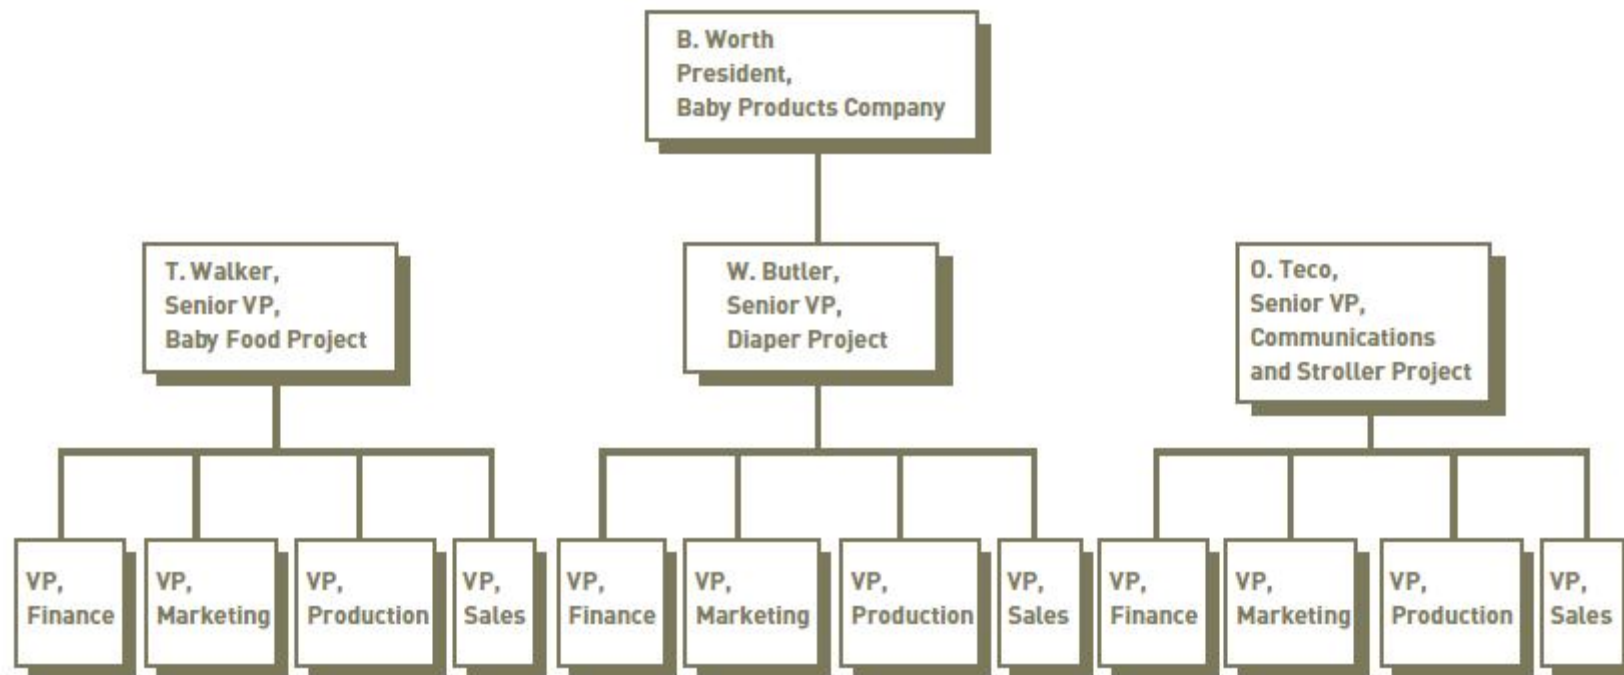 B. Worth
President,
Baby Products Company
T. Walker,
Senior VP,
Baby Food Project
W. Butler,
Senior VP,
Diaper Project
O. Teco,
Senior VP,
Communications
and Stroller Project
VP,
Finance
VP,
Marketing
VP,
Production
VP,
Sales
VP,
Finance
VP,
Marketing
VP,
Production
VP,
Sales
VP,
Finance
VP,
Marketing
VP,
Production
VP,
Sales